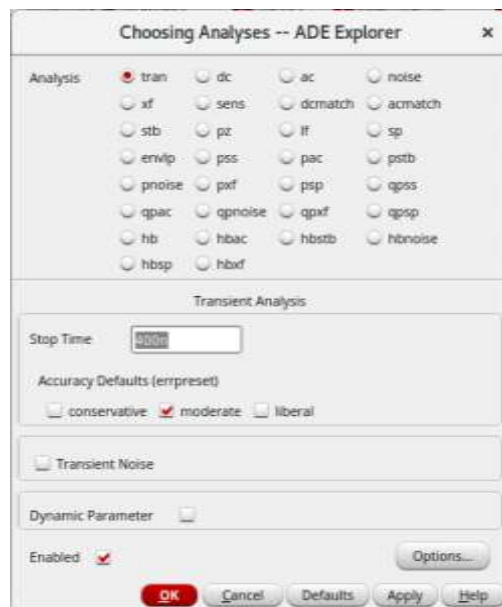 Choosing Analyses -- ADE Explorer ×
Analysis tran dc ac noise
xf sens dcmatch acmatch
stb pz lf sp
envlp pss pac pstb
pnoise pxf psp qpss
qpac qpnoise qpxf qpsp
hb hbac hbstb hbnoise
hbsp hbxf
Transient Analysis
Stop Time 400n
Accuracy Defaults (errpreset)
conservative moderate liberal
Transient Noise
Dynamic Parameter
Enabled Options...
OK Cancel Defaults Apply Help